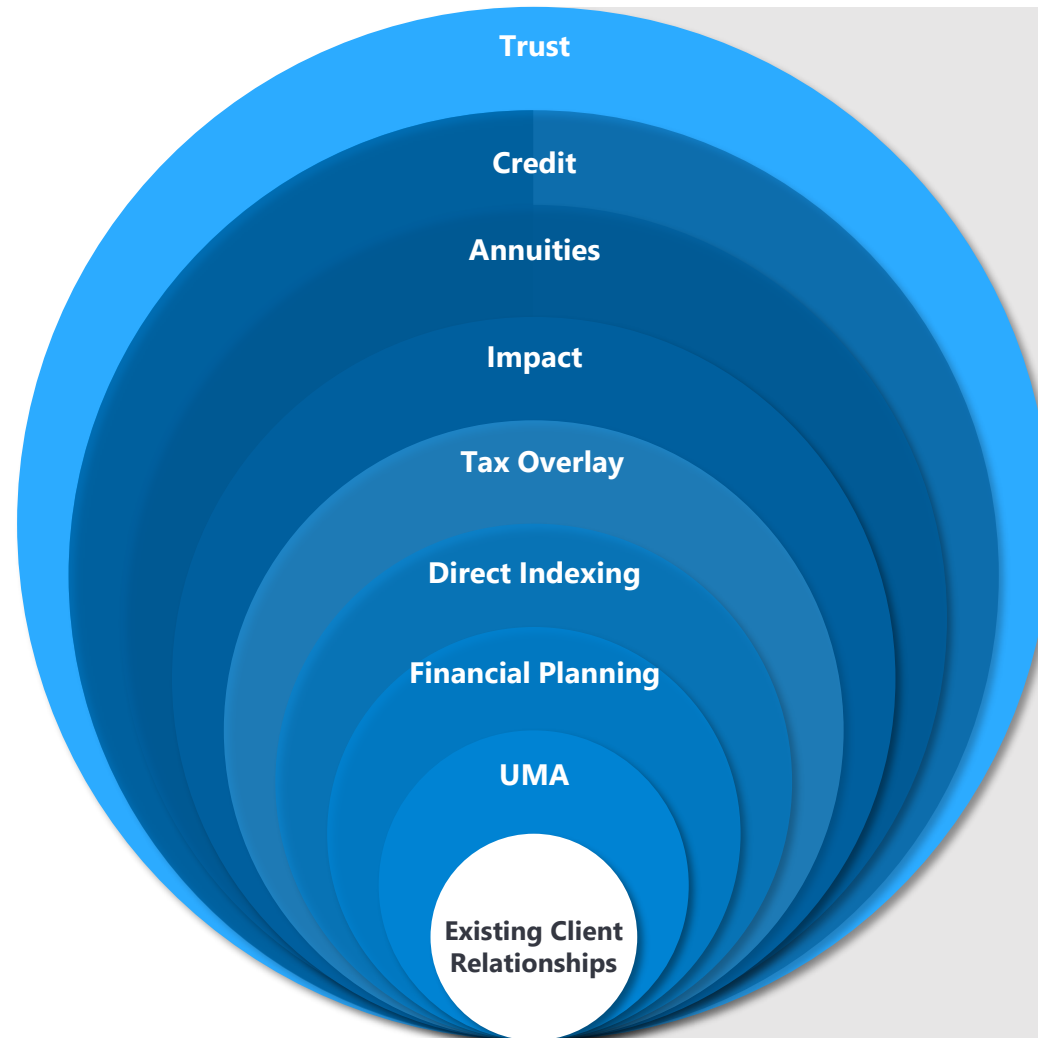 Trust
Credit
Annuities
Impact
Tax Overlay
Direct Indexing
Financial Planning
UMA
Existing Client
Relationships